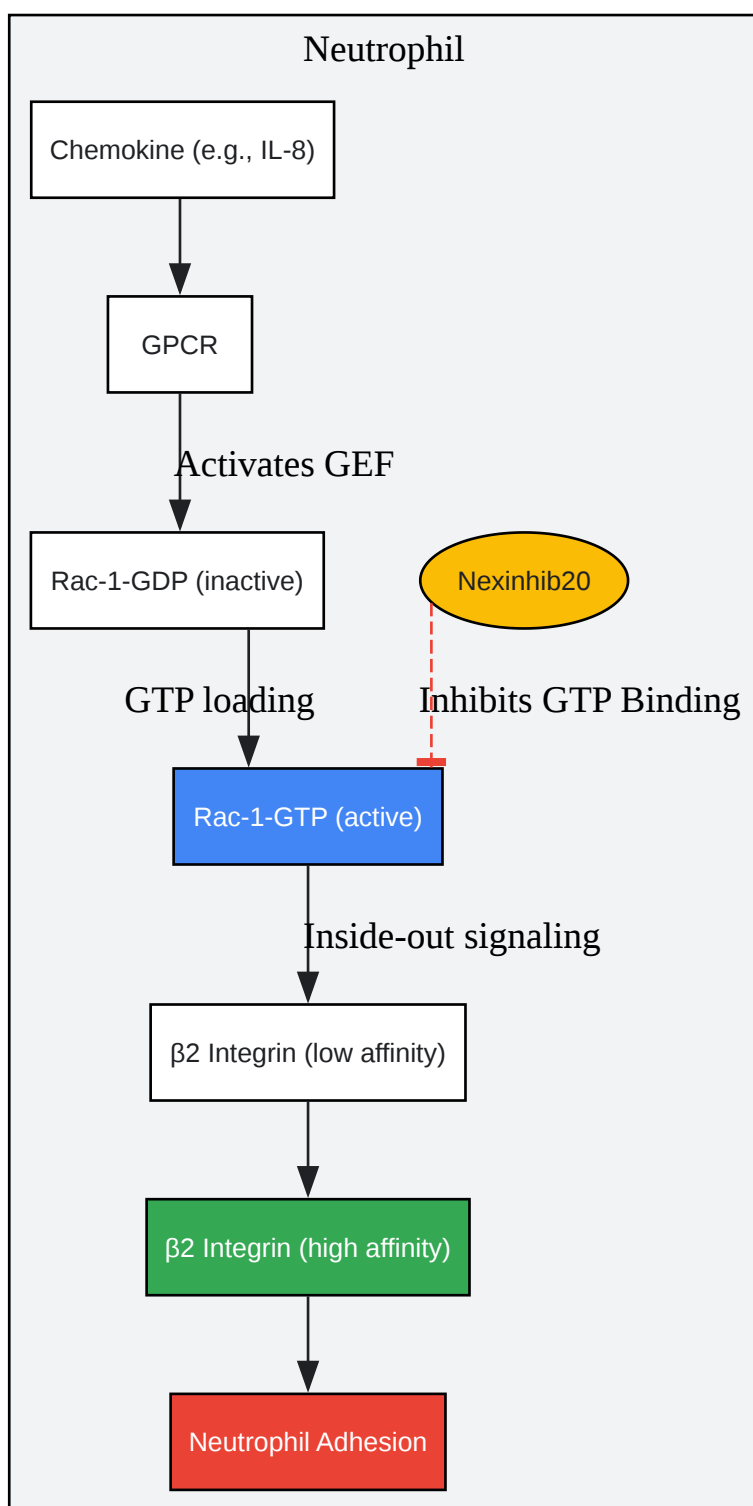 Neutrophil
Chemokine (e.g., IL-8)
GPCR
Activates GEF
Rac-1-GDP (inactive)
Nexinhib20
GTP loading
Inhibits GTP Binding
Rac-1-GTP (active)
Inside-out signaling
β2 Integrin (low affinity)
β2 Integrin (high affinity)
Neutrophil Adhesion